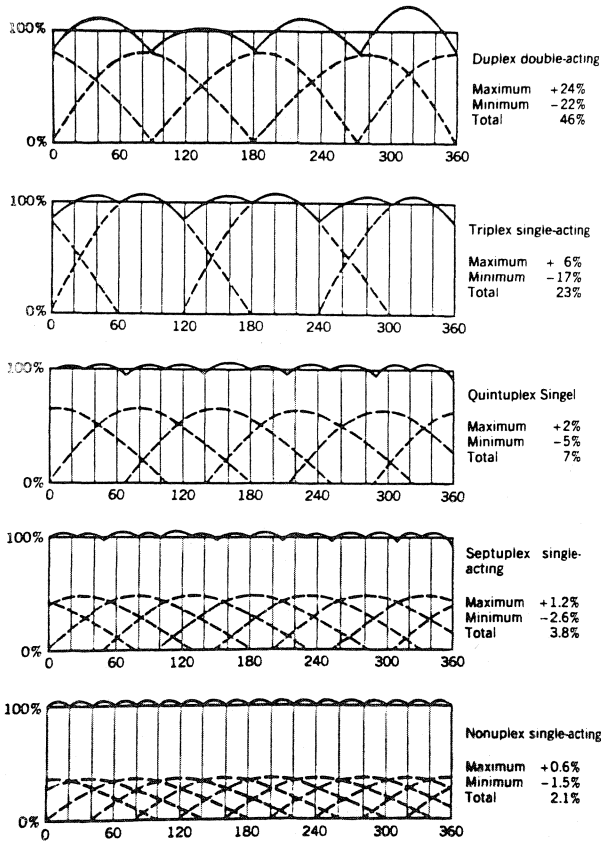 100%
0%
0 60 120 180 240 300 360
Duplex double-acting
Maximum +24%
Minimum -22%
Total 46%
100%
0%
0 60 120 180 240 300 360
Triplex single-acting
Maximum + 6%
Minimum -17%
Total 23%
100%
0%
0 60 120 180 240 300 360
Quintuplex Singel
Maximum +2%
Minimum -5%
Total 7%
100%
0%
0 60 120 180 240 300 360
Septuplex single-
acting
Maximum +1.2%
Minimum -2.6%
Total 3.8%
100%
0%
0 60 120 180 240 300 360
Nonuplex single-acting
Maximum +0.6%
Minimum -1.5%
Total 2.1%